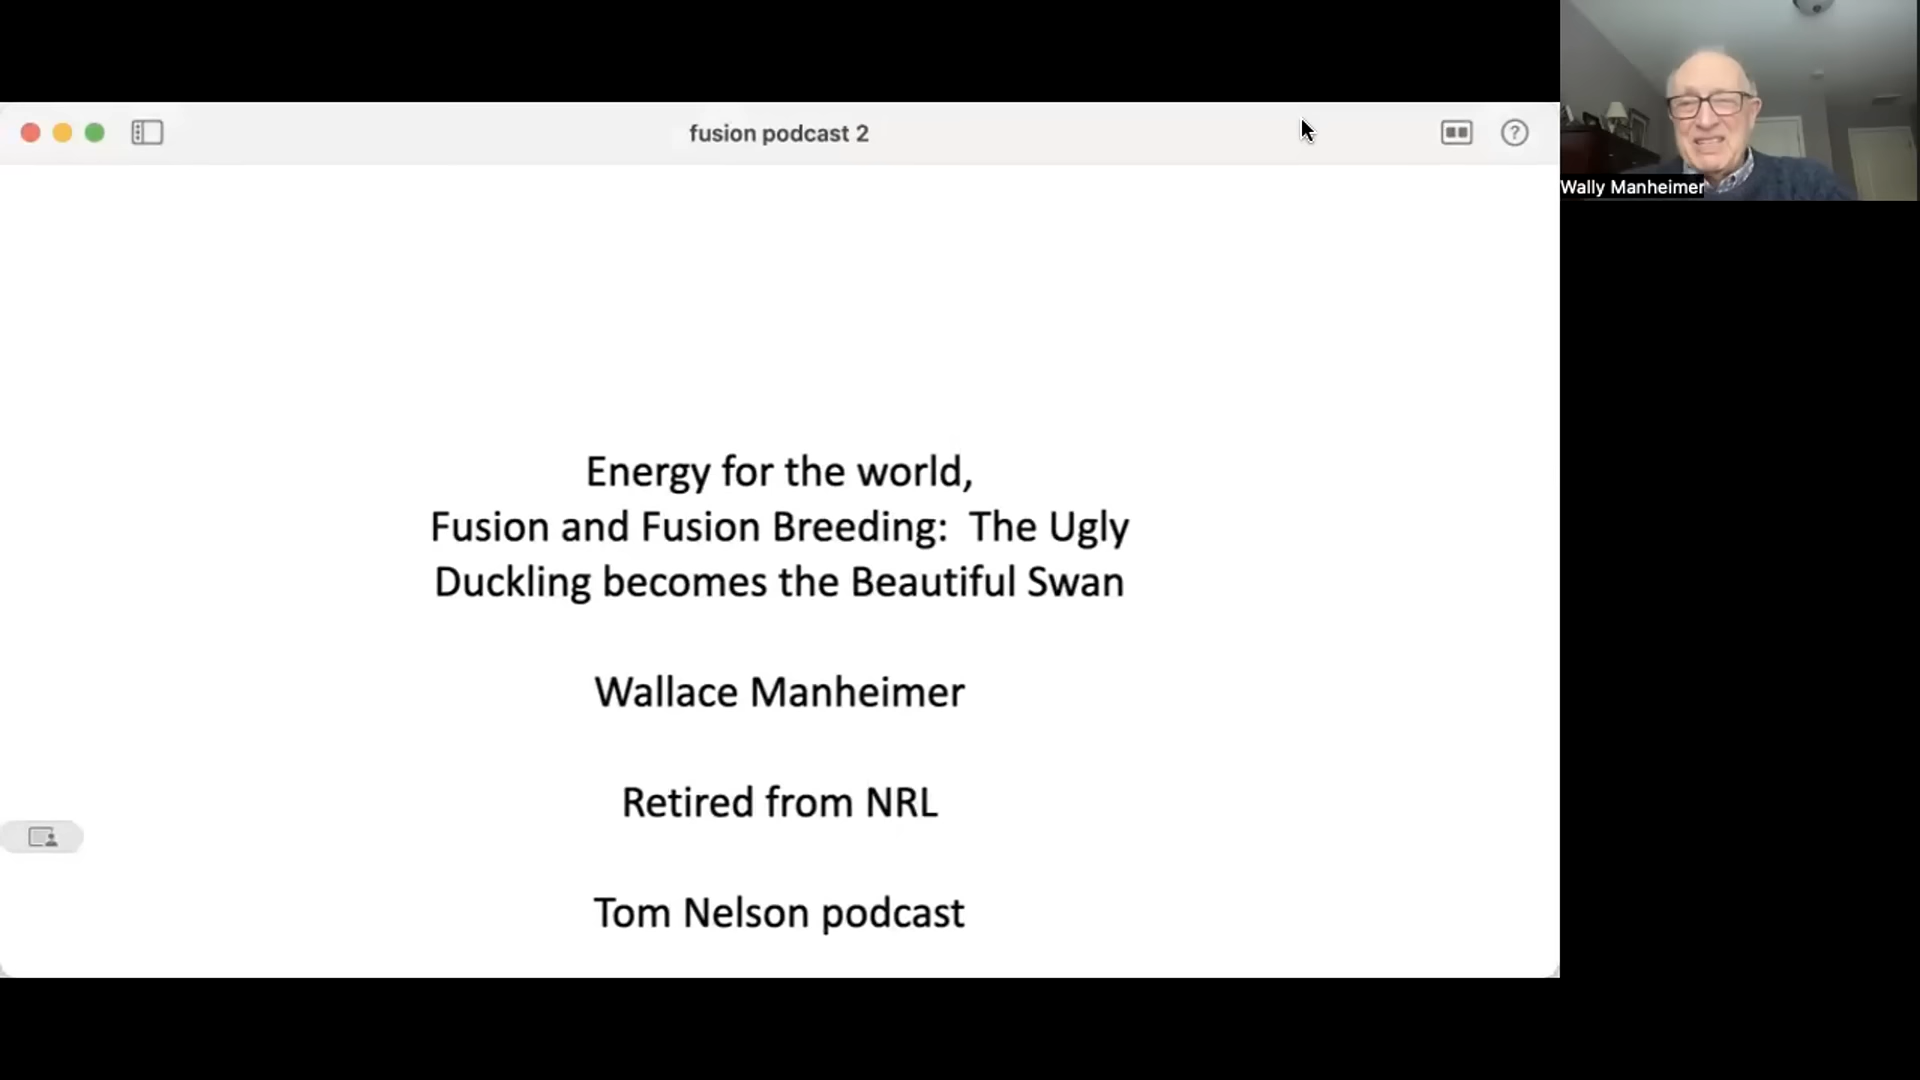 fusion podcast 2
Wally Manheimer
Energy for the world,
Fusion and Fusion Breeding: The Ugly
Duckling becomes the Beautiful Swan
Wallace Manheimer
Retired from NRL
Tom Nelson podcast